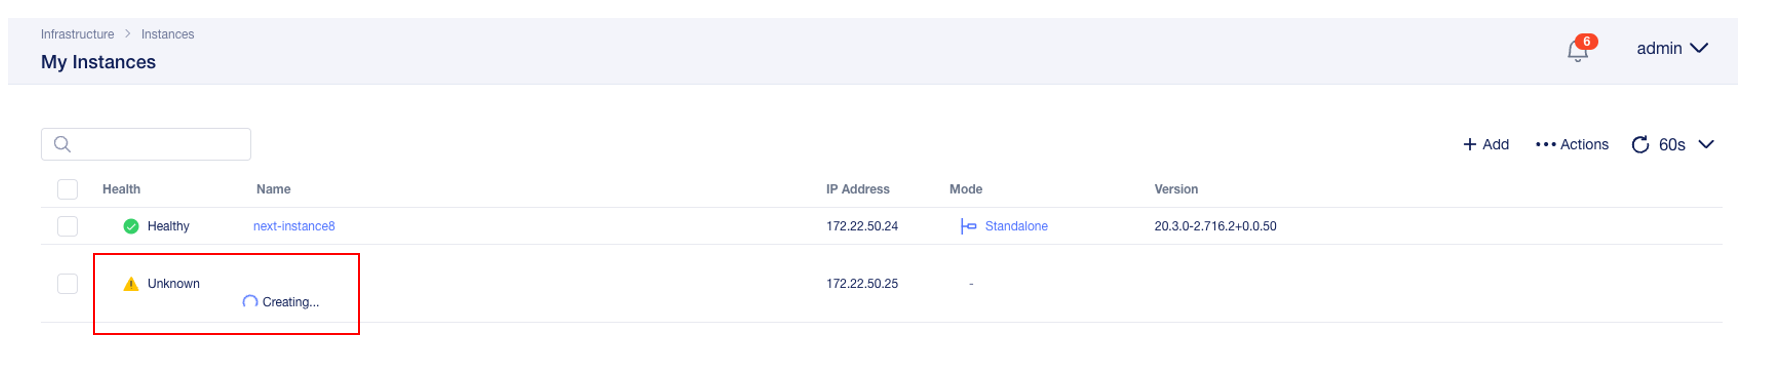 Infrastructure > Instances
My Instances
6
admin
+ Add ••• Actions 60s
Health Name IP Address Mode Version
Healthy next-instance8 172.22.50.24 Standalone 20.3.0-2.716.2+0.0.50
Unknown 172.22.50.25 -
Creating...